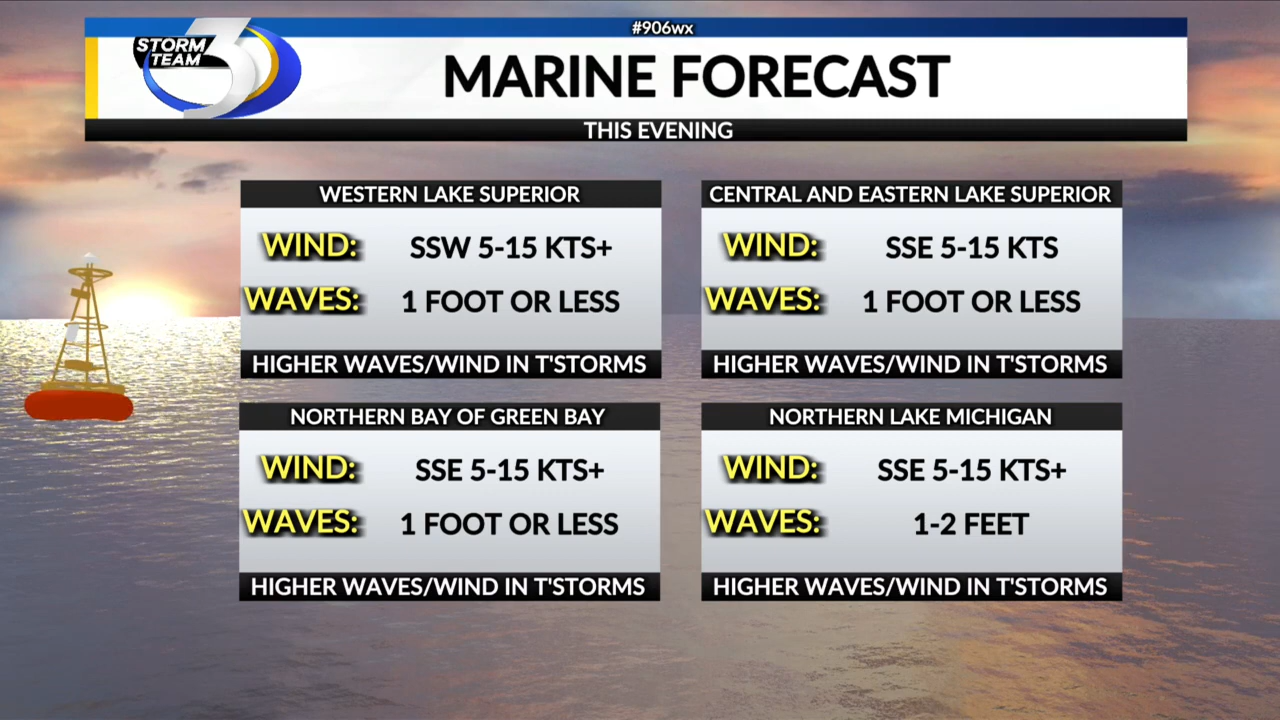 #906wx
STORM
TEAM
3
MARINE FORECAST
THIS EVENING
WESTERN LAKE SUPERIOR
WIND: SSW 5-15 KTS+
WAVES: 1 FOOT OR LESS
HIGHER WAVES/WIND IN T'STORMS
CENTRAL AND EASTERN LAKE SUPERIOR
WIND: SSE 5-15 KTS
WAVES: 1 FOOT OR LESS
HIGHER WAVES/WIND IN T'STORMS
NORTHERN BAY OF GREEN BAY
WIND: SSE 5-15 KTS+
WAVES: 1 FOOT OR LESS
HIGHER WAVES/WIND IN T'STORMS
NORTHERN LAKE MICHIGAN
WIND: SSE 5-15 KTS+
WAVES: 1-2 FEET
HIGHER WAVES/WIND IN T'STORMS